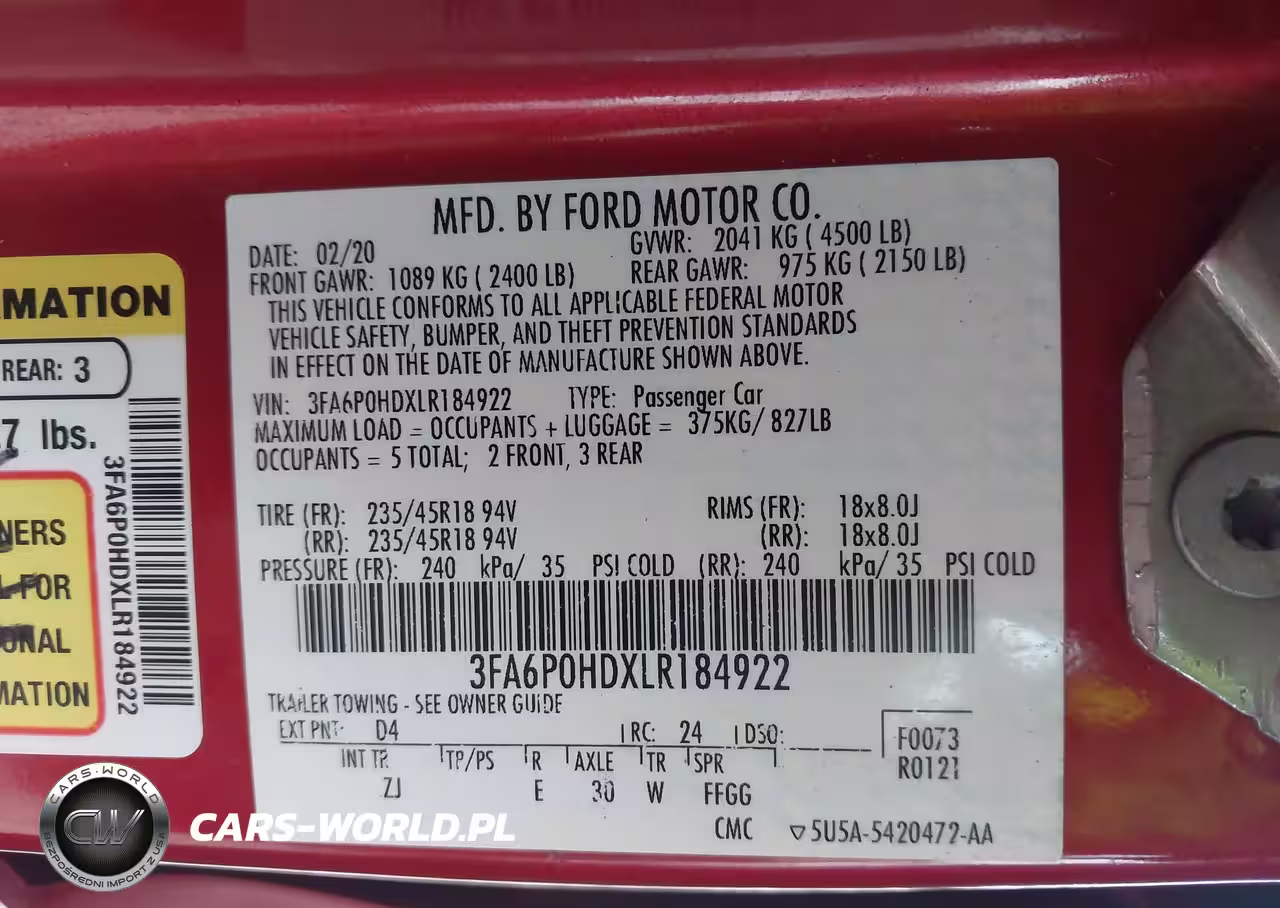 MFD. BY FORD MOTOR CO.
DATE: 02/20 GVWR: 2041 KG ( 4500 LB)
FRONT GAWR: 1089 KG ( 2400 LB) REAR GAWR: 975 KG ( 2150 LB)
THIS VEHICLE CONFORMS TO ALL APPLICABLE FEDERAL MOTOR
VEHICLE SAFETY, BUMPER, AND THEFT PREVENTION STANDARDS
IN EFFECT ON THE DATE OF MANUFACTURE SHOWN ABOVE.
VIN: 3FA6P0HDXLR184922 TYPE: Passenger Car
MAXIMUM LOAD = OCCUPANTS + LUGGAGE = 375KG/ 827LB
OCCUPANTS = 5 TOTAL; 2 FRONT, 3 REAR
TIRE (FR): 235/45R18 94V RIMS (FR): 18x8.0J
(RR): 235/45R18 94V (RR): 18x8.0J
PRESSURE (FR): 240 kPa/ 35 PSI COLD (RR): 240 kPa/ 35 PSI COLD
3FA6P0HDXLR184922
TRAILER TOWING - SEE OWNER GUIDE
EXT PNT: D4 RC: 24 DSO:
F0073
R0121
INT TR TP/PS R AXLE TR SPR
ZJ E 30 W FFGG
CMC ▽5U5A-5420472-AA
RMATION
REAR: 3
7 lbs.
3FA6P0HDXLR184922
NERS
L FOR
ONAL
MATION
CARS-WORLD
CW
BEZPOŚREDNI IMPORT Z USA
CARS-WORLD.PL